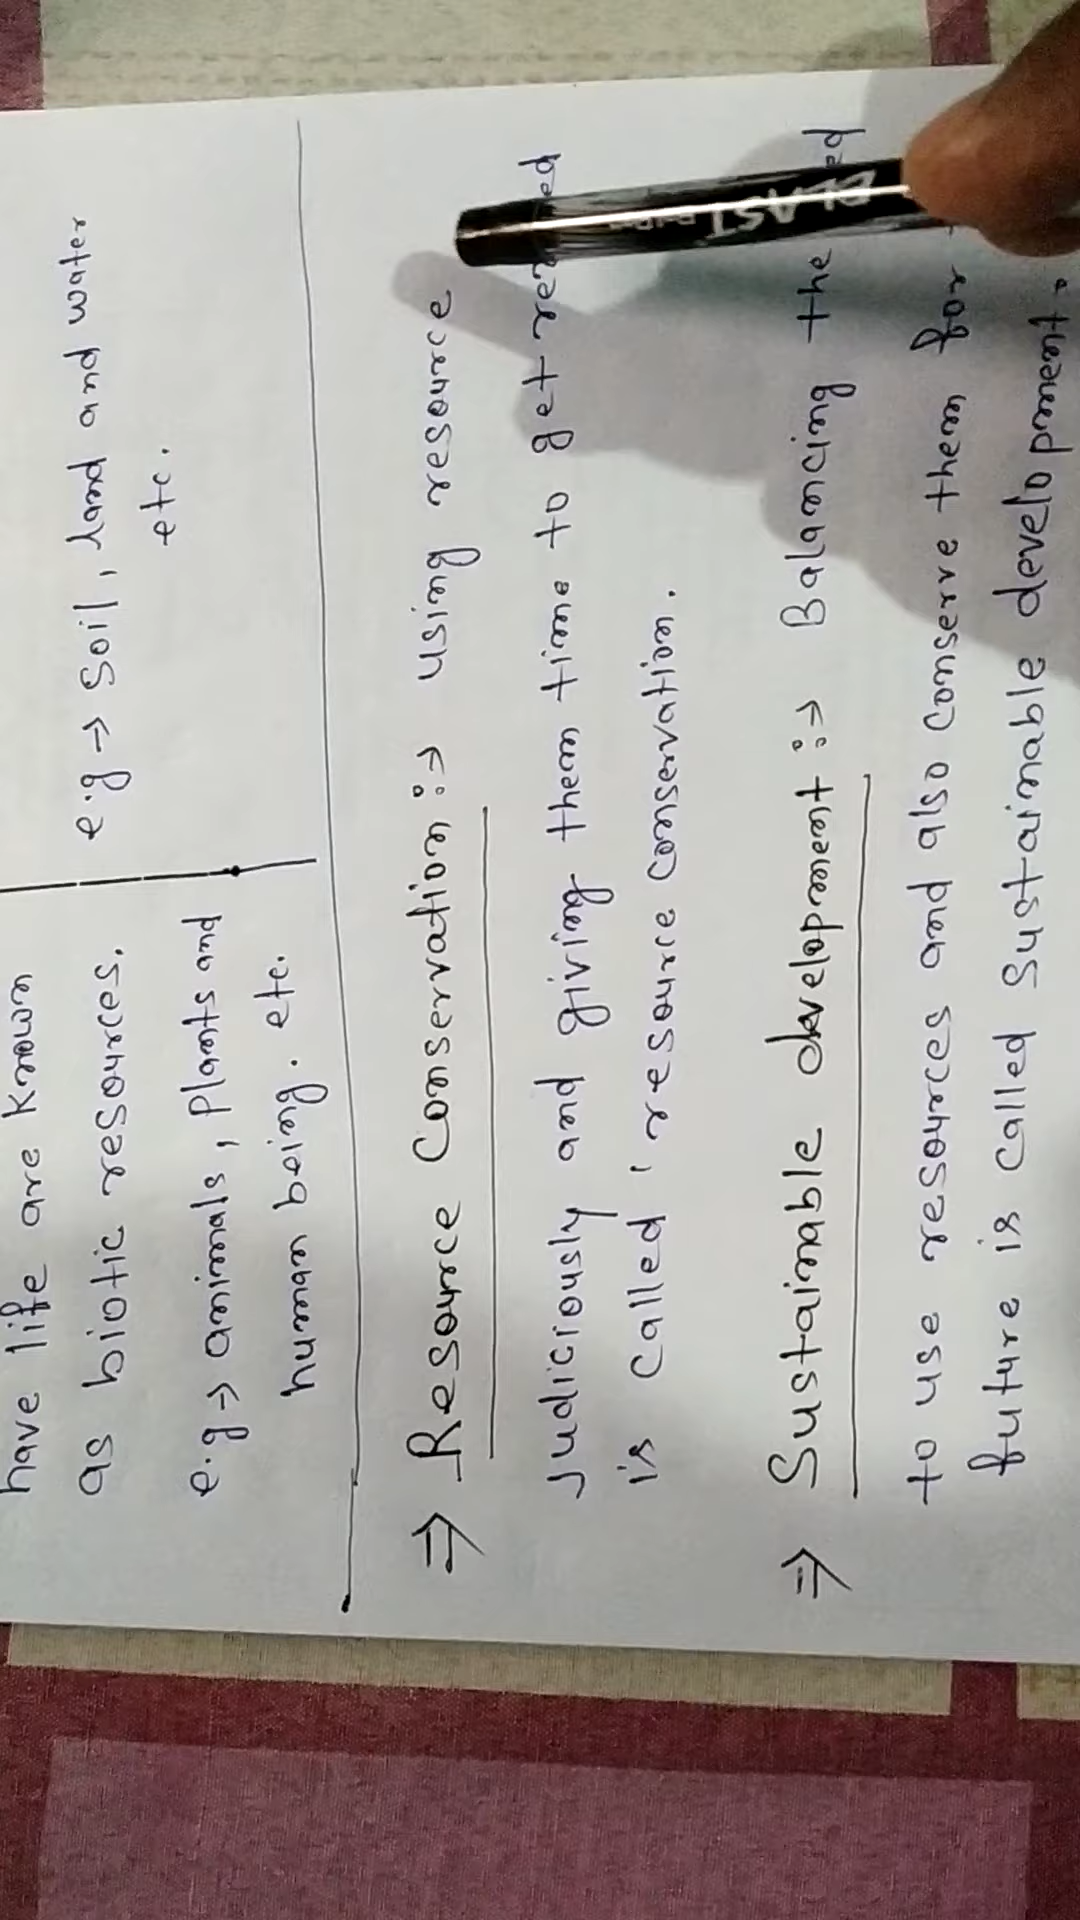 have life are known
as biotic resources.
e.g → animals, plants and
human being. etc.
e.g → soil, land and water
etc.
⇒ Resource Conservation :→ using resource
Judiciously and giving them time to get
is called 'resource conservation.
⇒ Sustainable development :→ Balancing the
to use resources and also conserve them for
future is called sustainable development.
BLAST